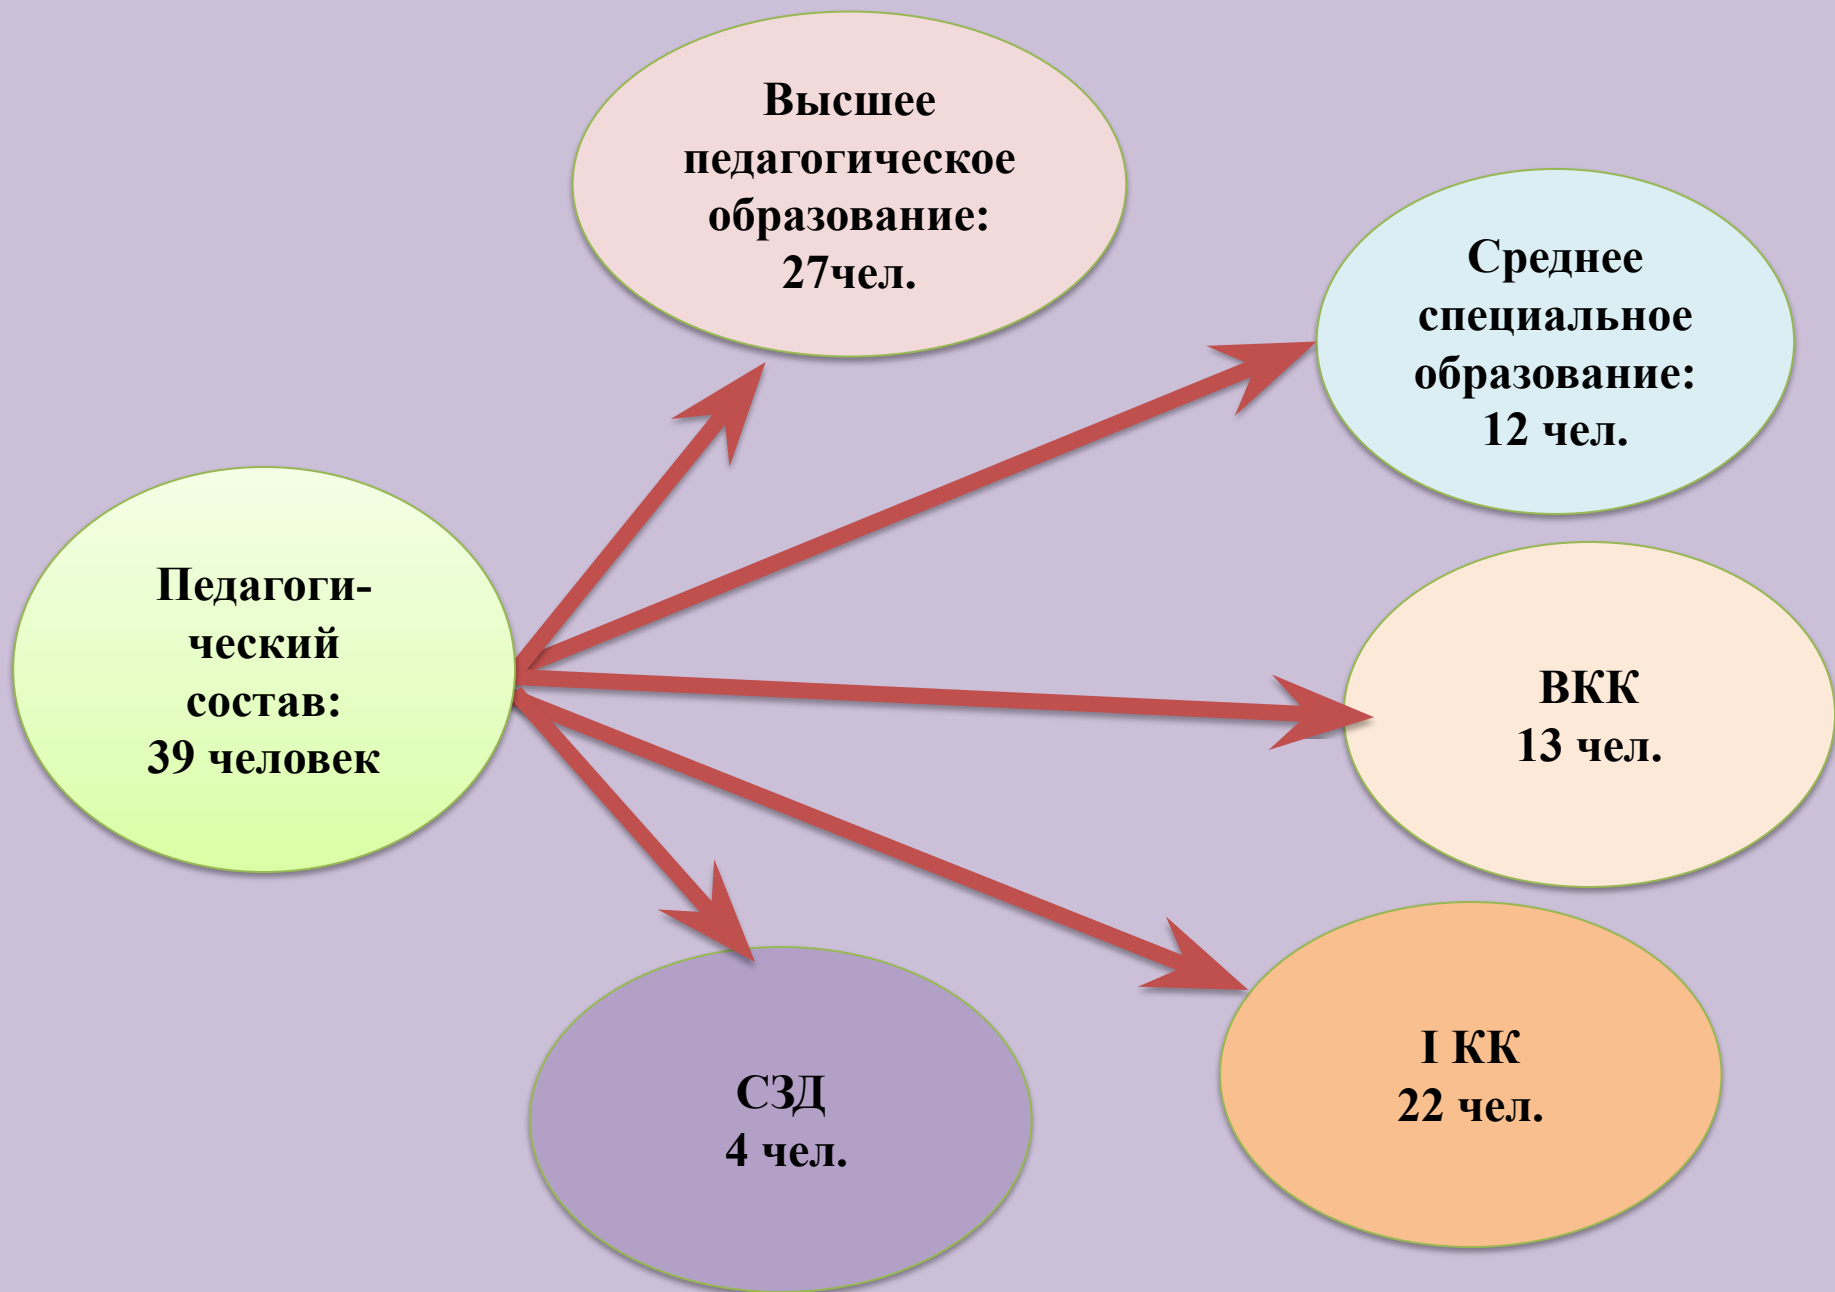 Высшее
педагогическое
образование:
27чел.
Среднее
специальное
образование:
12 чел.
Педагоги-
ческий
состав:
39 человек
ВКК
13 чел.
I КК
22 чел.
СЗД
4 чел.